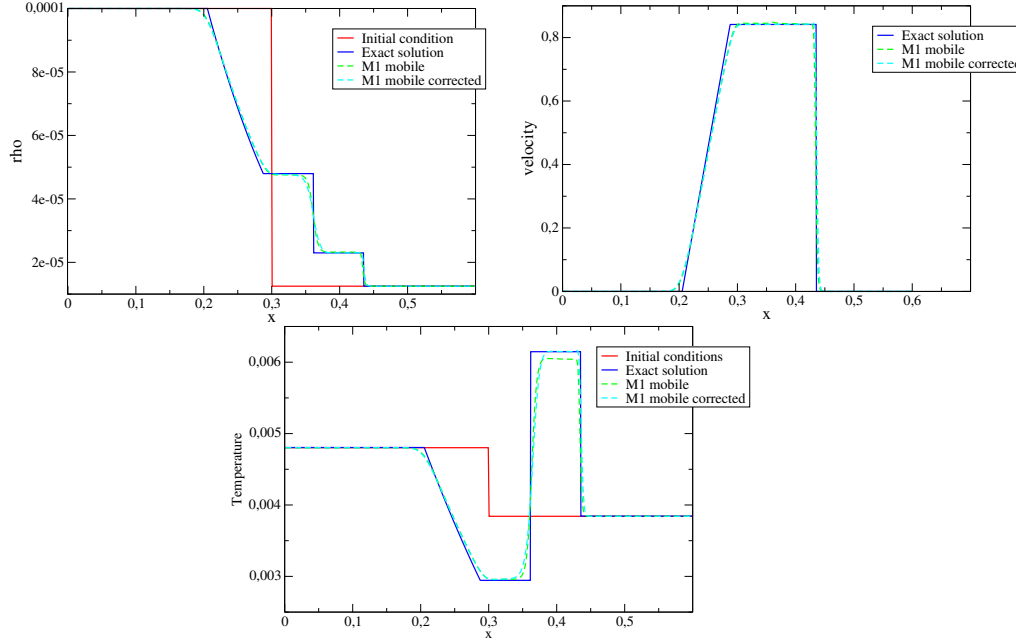 0,0001
8e-05
6e-05
4e-05
2e-05
rho
0
0,1
0,2
0,3
0,4
0,5
x
Initial condition
Exact solution
M1 mobile
M1 mobile corrected
0,8
0,6
0,4
0,2
0
velocity
0
0,1
0,2
0,3
0,4
0,5
0,6
x
Exact solution
M1 mobile
M1 mobile corrected
0.006
0.005
0.004
0.003
Temperature
0
0,1
0,2
0,3
0,4
0,5
x
Initial conditions
Exact solution
M1 mobile
M1 mobile corrected